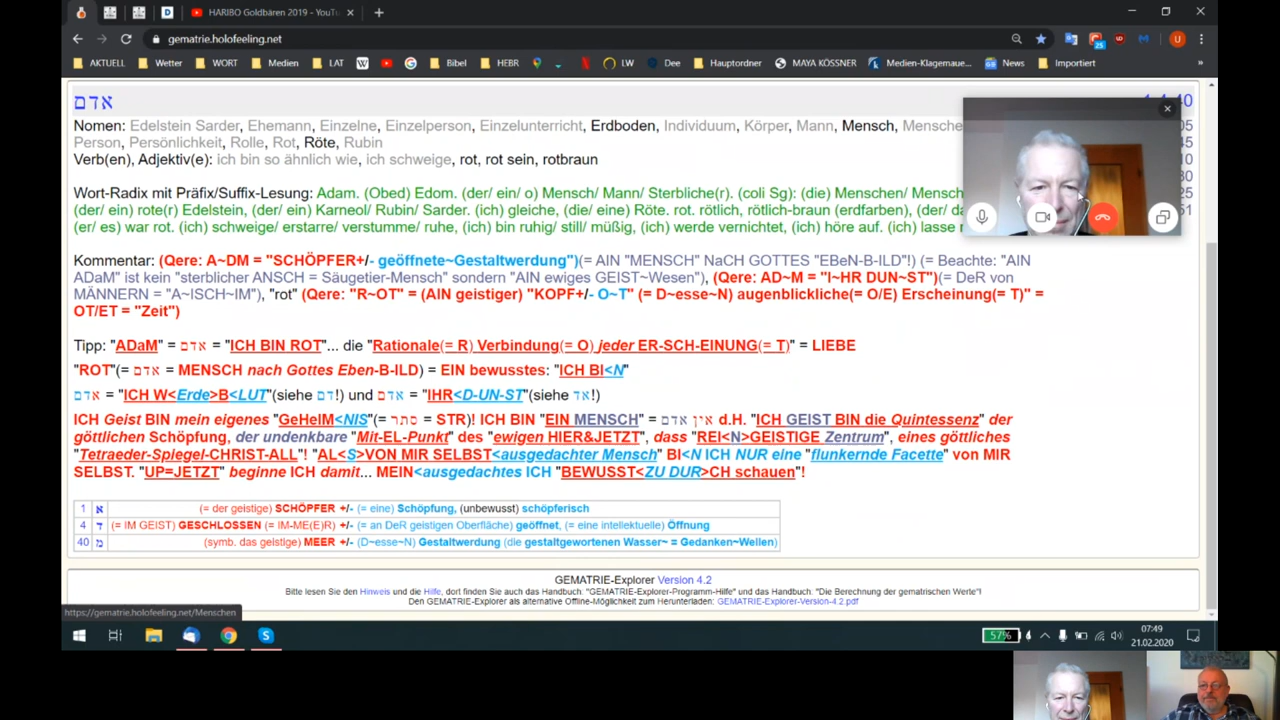 HARIBO Goldbären 2019 - YouTu
gematrie.holofeeling.net
AKTUELL Wetter WORT Medien LAT Bibel HEBR LW Dee Hauptordner MAYA KÖSSNER Medien-Klagemaue... News Importiert »
אדם
Nomen: Edelstein Sarder, Ehemann, Einzelne, Einzelperson, Einzelunterricht, Erdboden, Individuum, Körper, Mann, Mensch, Mensche
Person, Persönlichkeit, Rolle, Rot, Röte, Rubin
Verb(en), Adjektiv(e): ich bin so ähnlich wie, ich schweige, rot, rot sein, rotbraun
Wort-Radix mit Präfix/Suffix-Lesung: Adam. (Obed) Edom. (der/ ein/ o) Mensch/ Mann/ Sterbliche(r). (coli Sg): (die) Menschen/ Mensch
(der/ ein) rote(r) Edelstein, (der/ ein) Karneol/ Rubin/ Sarder. (ich) gleiche, (die/ eine) Röte. rot. rötlich, rötlich-braun (erdfarben), (der/ da
(er/ es) war rot. (ich) schweige/ erstarre/ verstumme/ ruhe, (ich) bin ruhig/ still/ müßig, (ich) werde vernichtet, (ich) höre auf. (ich) lasse
Kommentar: (Qere: A~DM = "SCHÖPFER+/- geöffnete~Gestaltwerdung")(= AIN "MENSCH" NaCH GOTTES "EBeN-B-ILD"!) (= Beachte: "AIN
ADaM" ist kein "sterblicher ANSCH = Säugetier-Mensch" sondern "AIN ewiges GEIST~Wesen"), (Qere: AD~M = "I~HR DUN~ST")(= DeR von
MÄNNERN = "A~ISCH~IM"), "rot" (Qere: "R~OT" = (AIN geistiger) "KOPF+/- O~T" (= D~esse~N) augenblickliche(= O/E) Erscheinung(= T)" =
OT/ET = "Zeit")
Tipp: "ADaM" = אדם = "ICH BIN ROT"... die "Rationale(= R) Verbindung(= O) jeder ER-SCH-EINUNG(= T)" = LIEBE
"ROT"(= אדם = MENSCH nach Gottes Eben-B-ILD) = EIN bewusstes: "ICH BI<N"
אדם = "ICH W<Erde>B<LUT"(siehe דם!) und אדם = "IHR<D-UN-ST"(siehe אד!)
ICH Geist BIN mein eigenes "GeHeIM<NIS"(= סתר = STR)! ICH BIN "EIN MENSCH" = אין אדם d.H. "ICH GEIST BIN die Quintessenz" der
göttlichen Schöpfung, der undenkbare "Mit-EL-Punkt" des "ewigen HIER&JETZT", dass "REI<N>GEISTIGE Zentrum", eines göttliches
"Tetraeder-Spiegel-CHRIST-ALL"! "AL<S>VON MIR SELBST<ausgedachter Mensch" BI<N ICH NUR eine "flunkernde Facette" von MIR
SELBST. "UP=JETZT" beginne ICH damit... MEIN<ausgedachtes ICH "BEWUSST<ZU DUR>CH schauen"!
1 א (= der geistige) SCHÖPFER +/- (= eine) Schöpfung, (unbewusst) schöpferisch
4 ד (= IM GEIST) GESCHLOSSEN (= IM-ME(E)R) +/- (= an DeR geistigen Oberfläche) geöffnet, (= eine intellektuelle) Öffnung
40 מ (symb. das geistige) MEER +/- (D~esse~N) Gestaltwerdung (die gestaltgewortenen Wasser~ = Gedanken~Wellen)
GEMATRIE-Explorer Version 4.2
Bitte lesen Sie den Hinweis und die Hilfe, dort finden Sie auch das Handbuch: "GEMATRIE-Explorer-Programm-Hilfe" und das Handbuch: "Die Berechnung der gematrischen Werte"!
Den GEMATRIE-Explorer als alternative Offline-Möglichkeit zum Herunterladen: GEMATRIE-Explorer-Version-4.2.pdf
https://gematrie.holofeeling.net/Menschen
57%
07:49
21.02.2020